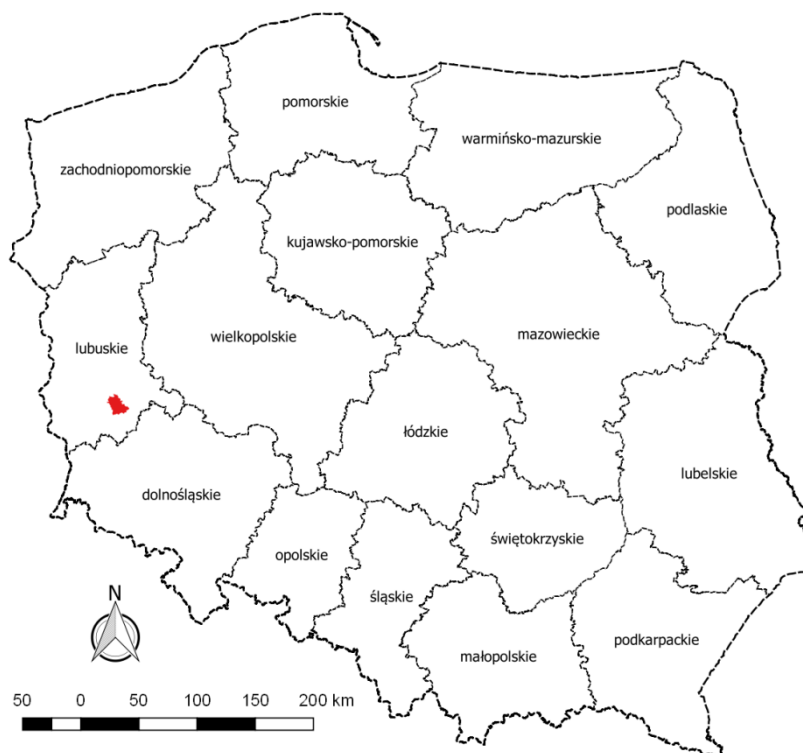 pomorskie
warmińsko-mazurskie
zachodniopomorskie
podlaskie
kujawsko-pomorskie
wielkopolskie
mazowieckie
lubuskie
łódzkie
lubelskie
dolnośląskie
świętokrzyskie
opolskie
śląskie
podkarpackie
małopolskie
N
50 0 50 100 150 200 km